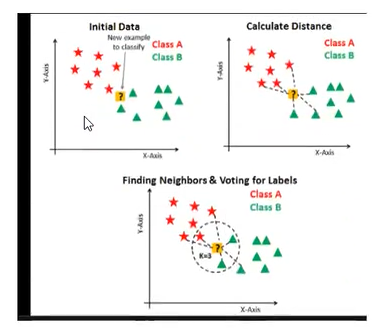 Initial Data
New example
to classify
Class A
Class B
?
Y-Axis
X-Axis
Calculate Distance
Class A
Class B
?
Y-Axis
X-Axis
Finding Neighbors & Voting for Labels
Class A
Class B
?
K=3
Y-Axis
X-Axis